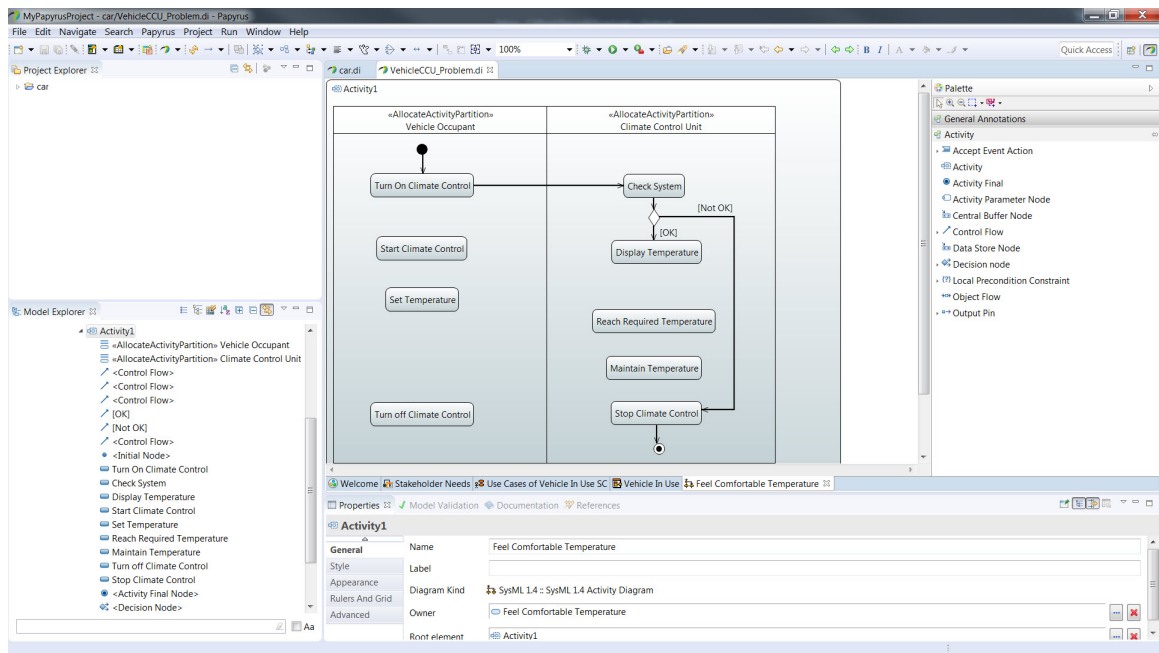 MyPapyrusProject - car/VehicleCCU_Problem.di - Papyrus
File Edit Navigate Search Papyrus Project Run Window Help
100%
B I A
Quick Access
Project Explorer
car
car.di
VehicleCCU_Problem.di
Activity1
«AllocateActivityPartition»
Vehicle Occupant
«AllocateActivityPartition»
Climate Control Unit
Turn On Climate Control
Check System
[Not OK]
[OK]
Start Climate Control
Display Temperature
Set Temperature
Reach Required Temperature
Maintain Temperature
Turn off Climate Control
Stop Climate Control
Palette
General Annotations
Activity
Accept Event Action
Activity
Activity Final
Activity Parameter Node
Central Buffer Node
Control Flow
Data Store Node
Decision node
Local Precondition Constraint
Object Flow
Output Pin
Model Explorer
Activity1
«AllocateActivityPartition» Vehicle Occupant
«AllocateActivityPartition» Climate Control Unit
<Control Flow>
<Control Flow>
<Control Flow>
[OK]
[Not OK]
<Control Flow>
<Initial Node>
Turn On Climate Control
Check System
Display Temperature
Start Climate Control
Set Temperature
Reach Required Temperature
Maintain Temperature
Turn off Climate Control
Stop Climate Control
<Activity Final Node>
<Decision Node>
Aa
Welcome
Stakeholder Needs
Use Cases of Vehicle In Use SC
Vehicle In Use
Feel Comfortable Temperature
Properties
Model Validation
Documentation
References
Activity1
General
Style
Appearance
Rulers And Grid
Advanced
Name
Feel Comfortable Temperature
Label
Diagram Kind
SysML 1.4 :: SysML 1.4 Activity Diagram
Owner
Feel Comfortable Temperature
Root element
Activity1